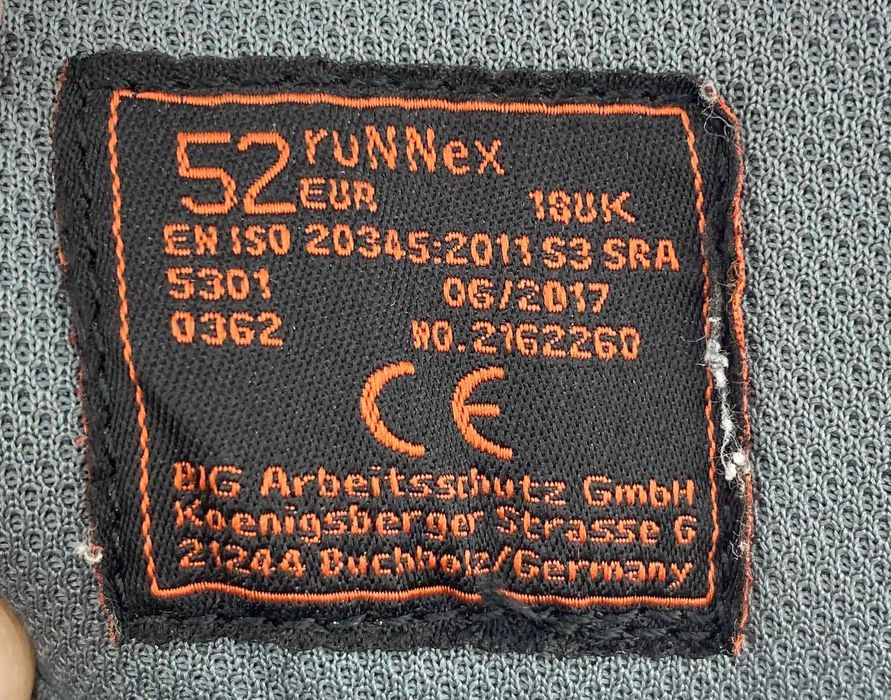 52 ruNNex
EUR 18UK
EN ISO 20345:2011 S3 SRA
5301 06/2017
0362 NO.2162260
CE
BIG Arbeitsschutz GmbH
Koenigsberger Strasse 6
21244 Buchholz/Germany